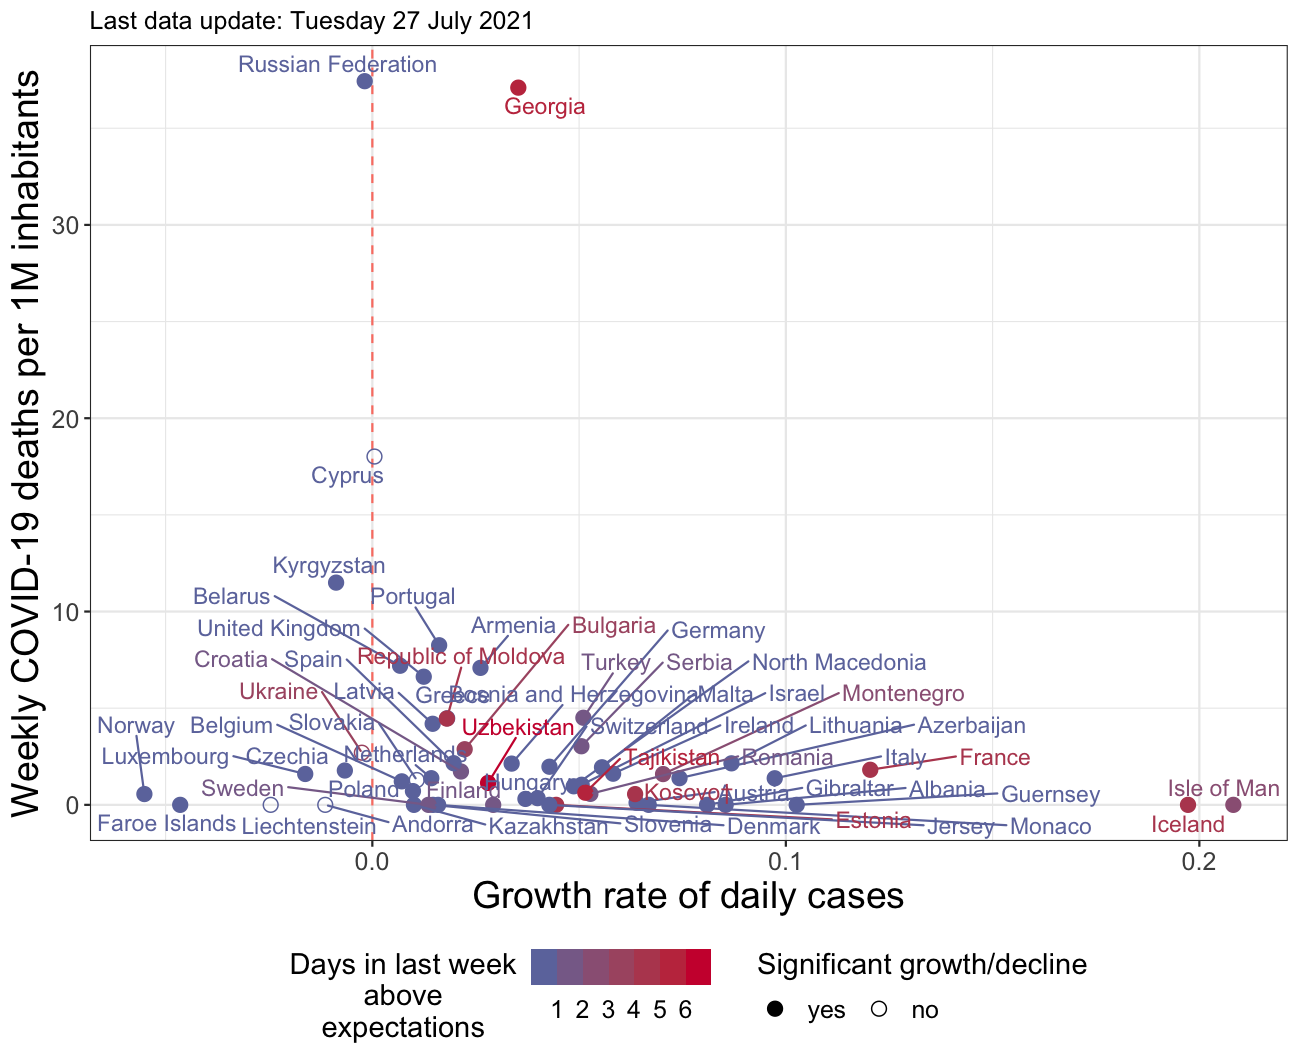 Last data update: Tuesday 27 July 2021
Weekly COVID-19 deaths per 1M inhabitants
30
20
10
0
Russian Federation
Georgia
Cyprus
Kyrgyzstan
Belarus
Portugal
United Kingdom
Armenia
Bulgaria
Germany
Croatia
Spain
Republic of Moldova
Turkey
Serbia
North Macedonia
Ukraine
Latvia
Greece
Bosnia and Herzegovina
Malta
Israel
Montenegro
Norway
Belgium
Slovakia
Uzbekistan
Switzerland
Ireland
Lithuania
Azerbaijan
Luxembourg
Czechia
Netherlands
Tajikistan
Romania
Italy
France
Sweden
Poland
Finland
Hungary
Kosovo1
Austria
Gibraltar
Albania
Guernsey
Isle of Man
Faroe Islands
Liechtenstein
Andorra
Kazakhstan
Slovenia
Denmark
Estonia
Jersey
Monaco
Iceland
0.0
0.1
0.2
Growth rate of daily cases
Days in last week
above
expectations
1 2 3 4 5 6
Significant growth/decline
yes
no